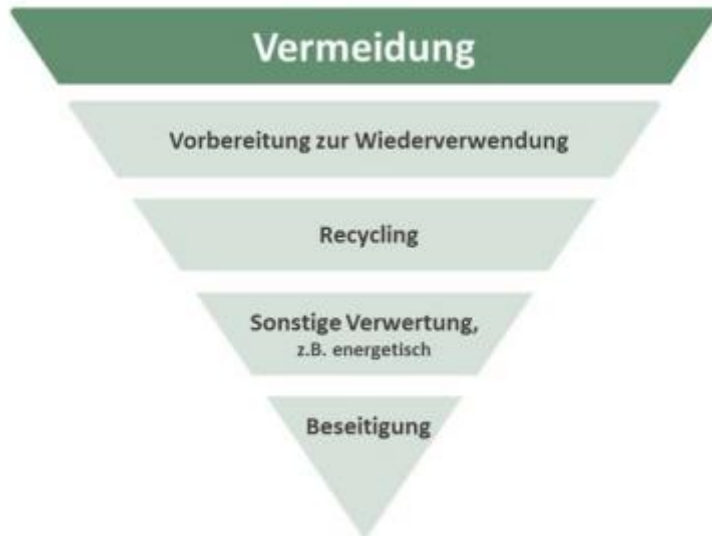 Vermeidung
Vorbereitung zur Wiederverwendung
Recycling
Sonstige Verwertung,
z.B. energetisch
Beseitigung